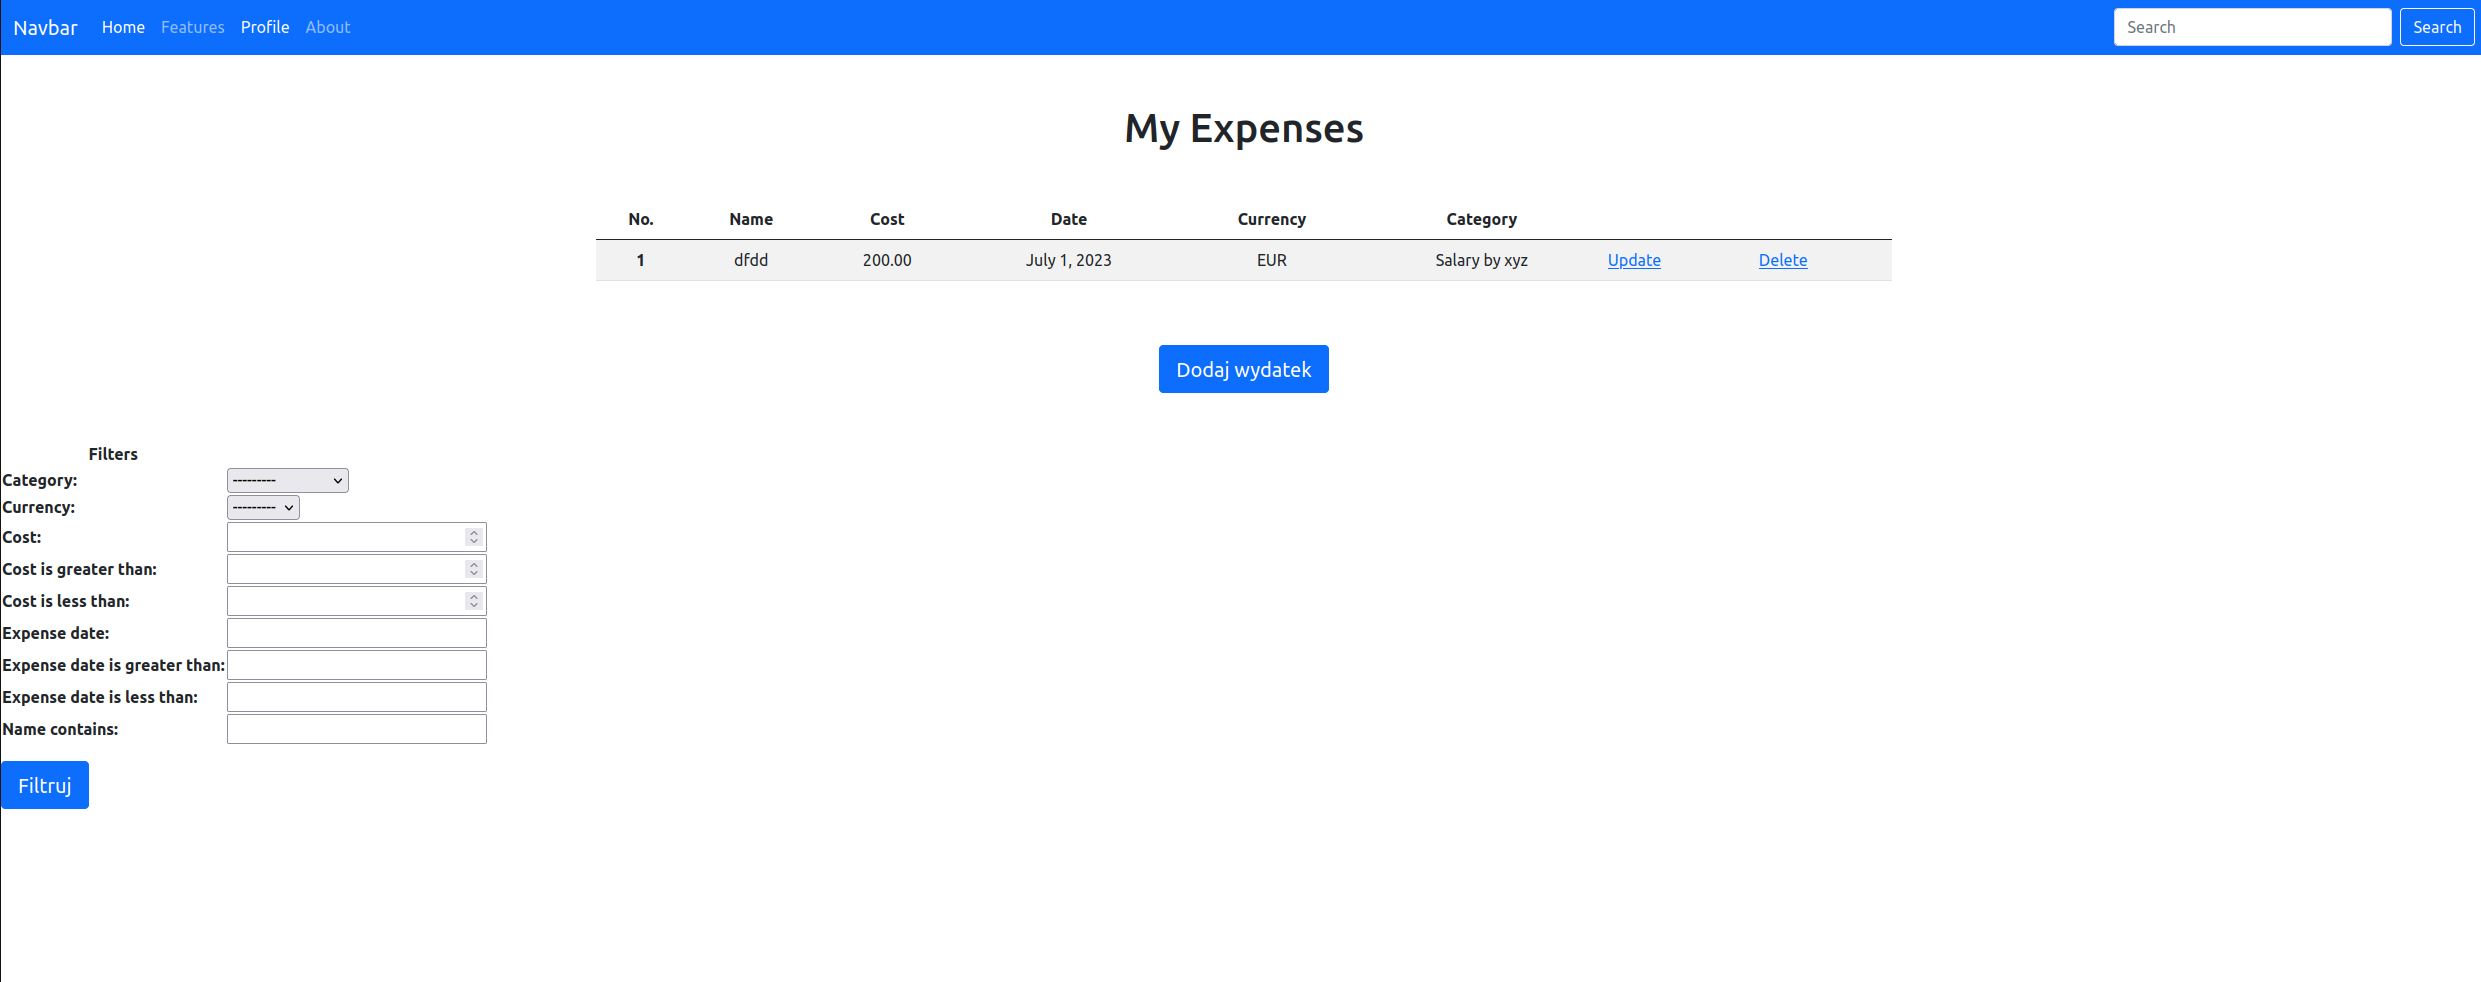 Navbar Home Features Profile About Search Search
My Expenses
No. Name Cost Date Currency Category
1 dfdd 200.00 July 1, 2023 EUR Salary by xyz Update Delete
Dodaj wydatek
Filters
Category: ---------
Currency: ---------
Cost:
Cost is greater than:
Cost is less than:
Expense date:
Expense date is greater than:
Expense date is less than:
Name contains:
Filtruj